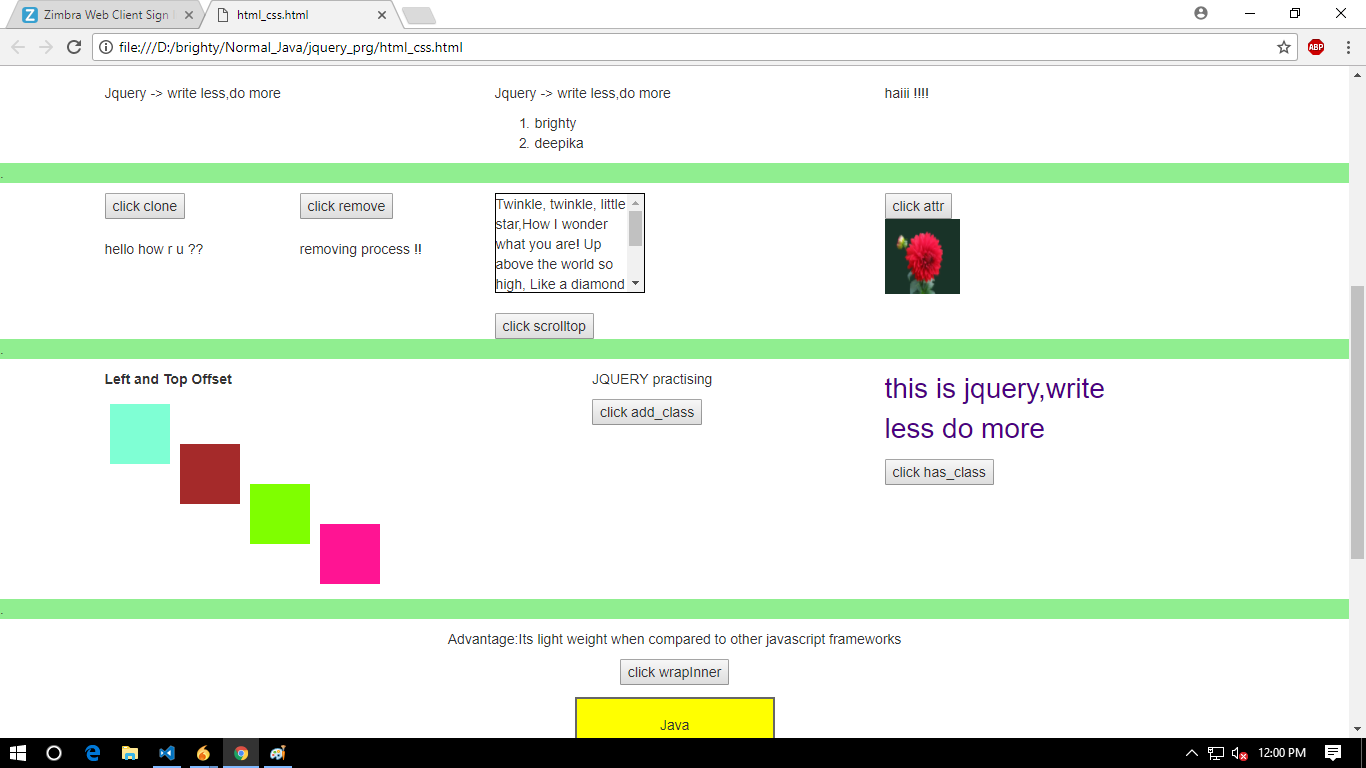 Zimbra Web Client Sign
html_css.html
file:///D:/brighty/Normal_Java/jquery_prg/html_css.html
ABP
Jquery -> write less,do more
Jquery -> write less,do more
haiii !!!!
1. brighty
2. deepika
.
click clone
click remove
hello how r u ??
removing process !!
Twinkle, twinkle, little
star,How I wonder
what you are! Up
above the world so
high, Like a diamond
click scrolltop
click attr
.
Left and Top Offset
JQUERY practising
click add_class
this is jquery,write
less do more
click has_class
.
Advantage:Its light weight when compared to other javascript frameworks
click wrapInner
Java
12:00 PM